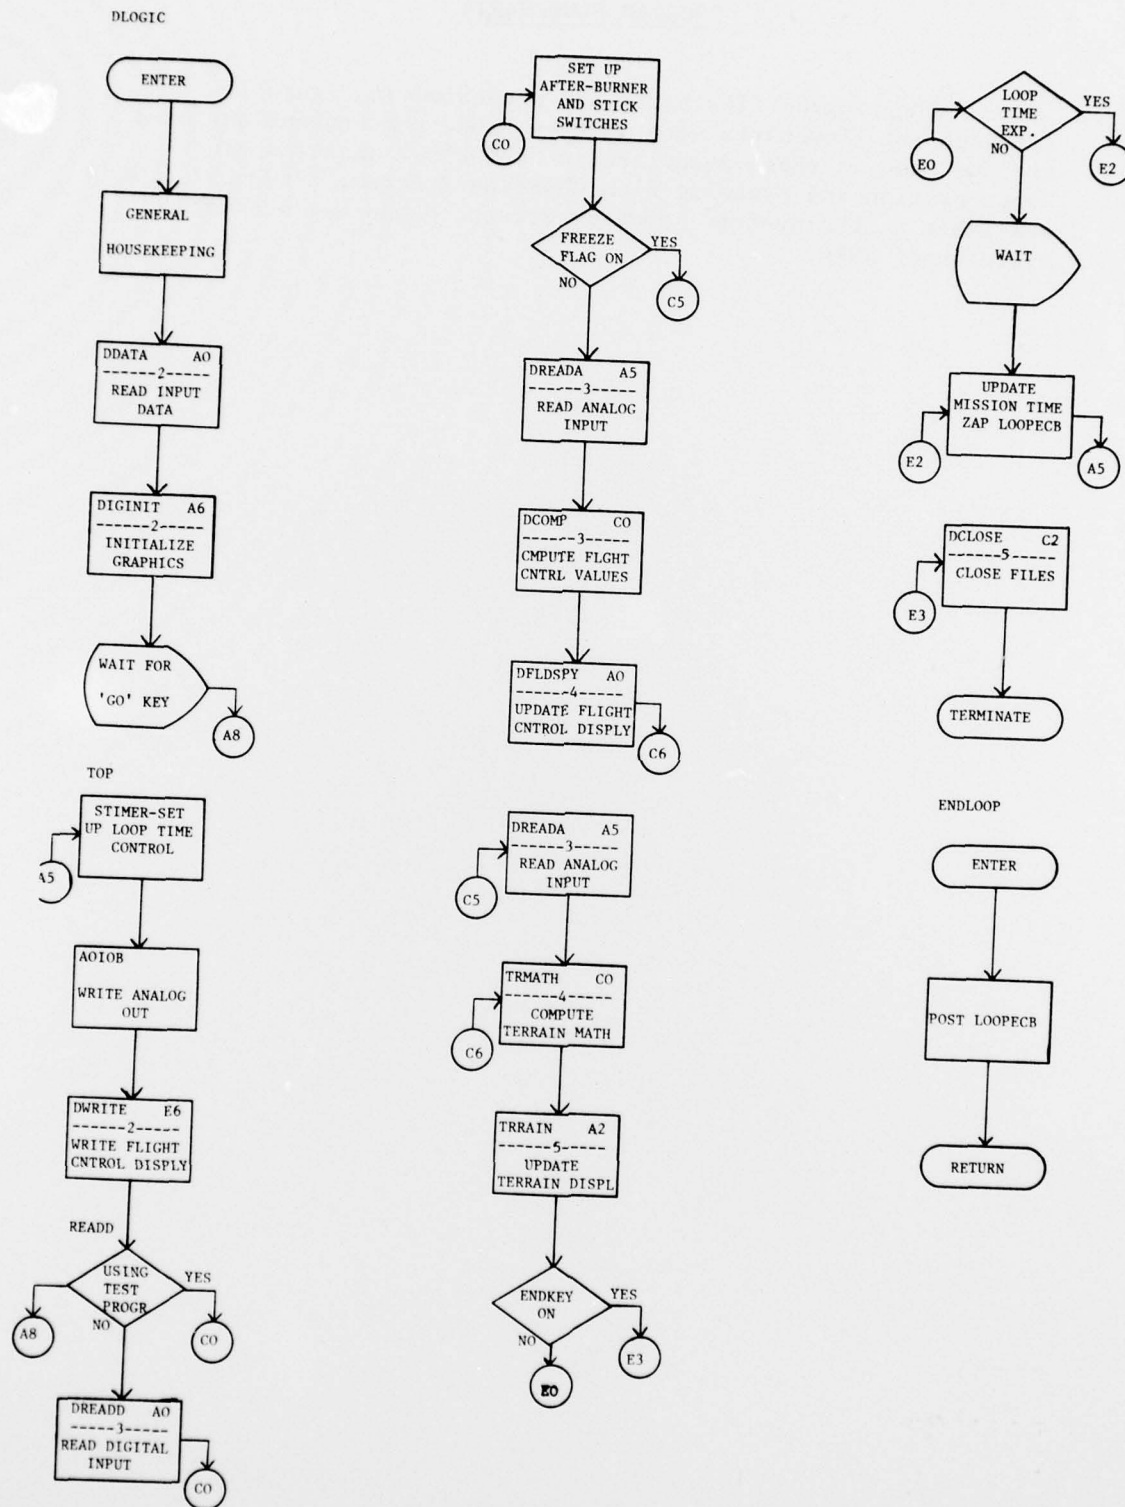 DLOGIC
ENTER
GENERAL
HOUSEKEEPING
DDATA A0
------2-----
READ INPUT
DATA
DIGINIT A6
------2-----
INITIALIZE
GRAPHICS
WAIT FOR
'GO' KEY
A8
TOP
STIMER-SET
UP LOOP TIME
CONTROL
A5
AOIOB
WRITE ANALOG
OUT
DWRITE E6
------2-----
WRITE FLIGHT
CNTROL DISPLY
READD
USING
TEST
PROGR
YES
NO
A8
CO
DREADD AO
-----3-----
READ DIGITAL
INPUT
CO
SET UP
AFTER-BURNER
AND STICK
SWITCHES
CO
FREEZE
FLAG ON
YES
NO
C5
DREADA A5
------3-----
READ ANALOG
INPUT
DCOMP CO
------3-----
CMPUTE FLGHT
CNTRL VALUES
DFLDSPY AO
------4-----
UPDATE FLIGHT
CNTROL DISPLY
C6
DREADA A5
------3-----
READ ANALOG
INPUT
C5
TRMATH CO
------4-----
COMPUTE
TERRAIN MATH
C6
TRRAIN A2
------5-----
UPDATE
TERRAIN DISPL
ENDKEY
ON
YES
NO
E3
EO
LOOP
TIME
EXP.
YES
NO
EO
E2
WAIT
UPDATE
MISSION TIME
ZAP LOOPECB
E2
A5
DCLOSE C2
------5-----
CLOSE FILES
E3
TERMINATE
ENDLOOP
ENTER
POST LOOPECB
RETURN